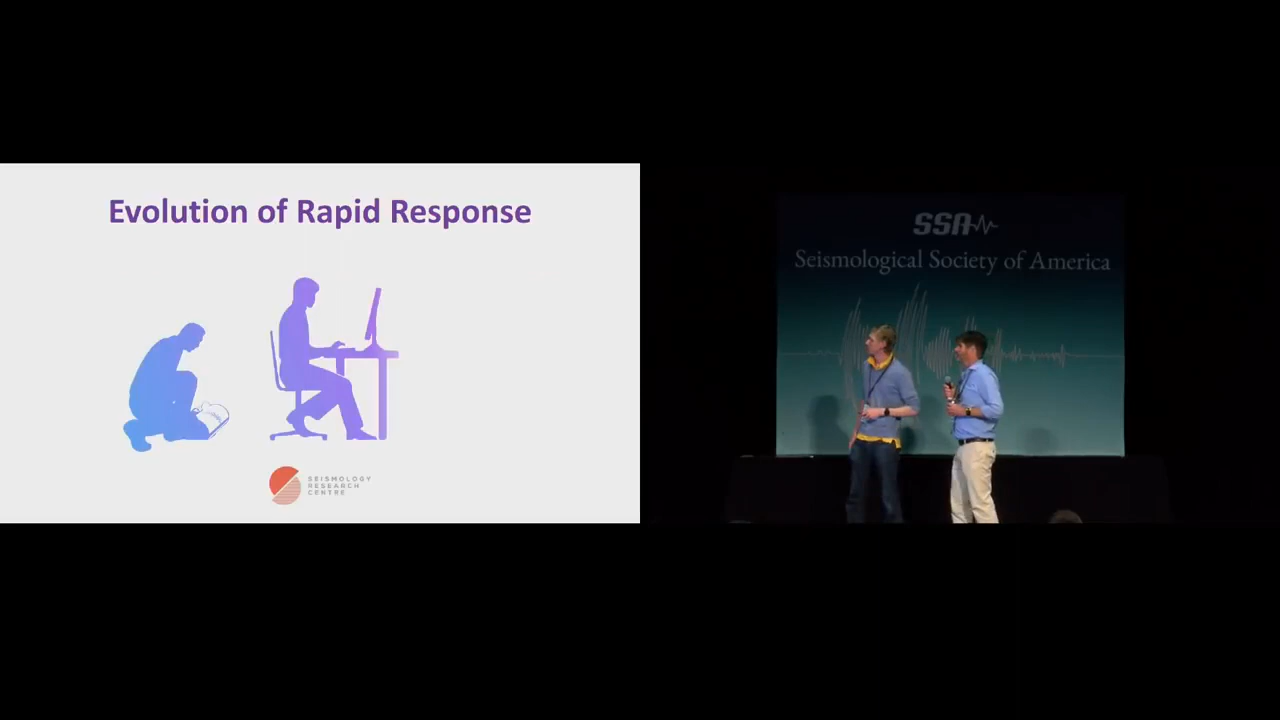 Evolution of Rapid Response
SEISMOLOGY
RESEARCH
CENTRE
SSA
Seismological Society of America